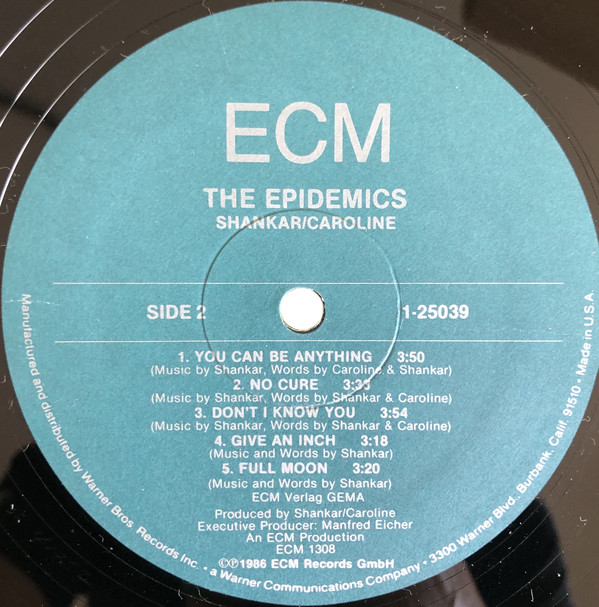 ECM
THE EPIDEMICS
SHANKAR/CAROLINE
SIDE 2 1-25039
1. YOU CAN BE ANYTHING 3:50
(Music by Shankar, Words by Caroline & Shankar)
2. NO CURE 3:33
(Music by Shankar, Words by Shankar & Caroline)
3. DON'T I KNOW YOU 3:54
(Music by Shankar, Words by Shankar & Caroline)
4. GIVE AN INCH 3:18
(Music and Words by Shankar)
5. FULL MOON 3:20
(Music and Words by Shankar)
ECM Verlag GEMA
Produced by Shankar/Caroline
Executive Producer: Manfred Eicher
An ECM Production
ECM 1308
©℗1986 ECM Records GmbH
Manufactured and distributed by Warner Bros. Records Inc. • a Warner Communications Company • 3300 Warner Blvd., Burbank, Calif. 91510 • Made in U.S.A.